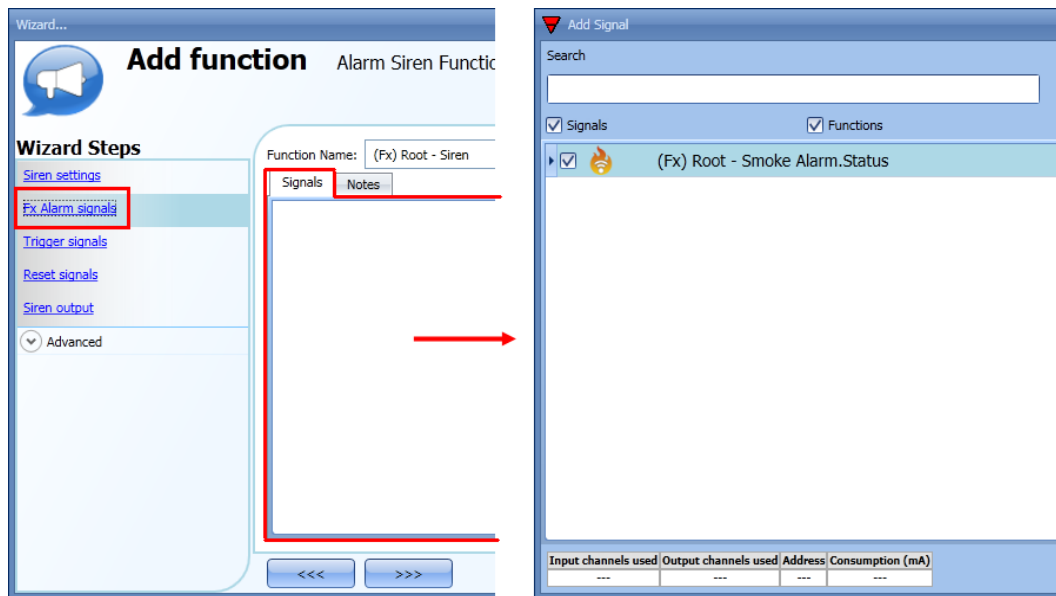 Wizard...
Add function Alarm Siren Functic
Wizard Steps
Siren settings
Fx Alarm signals
Trigger signals
Reset signals
Siren output
Advanced
Function Name: (Fx) Root - Siren
Signals Notes
<<< >>>
Add Signal
Search
Signals Functions
(Fx) Root - Smoke Alarm.Status
Input channels used Output channels used Address Consumption (mA)
--- --- --- ---